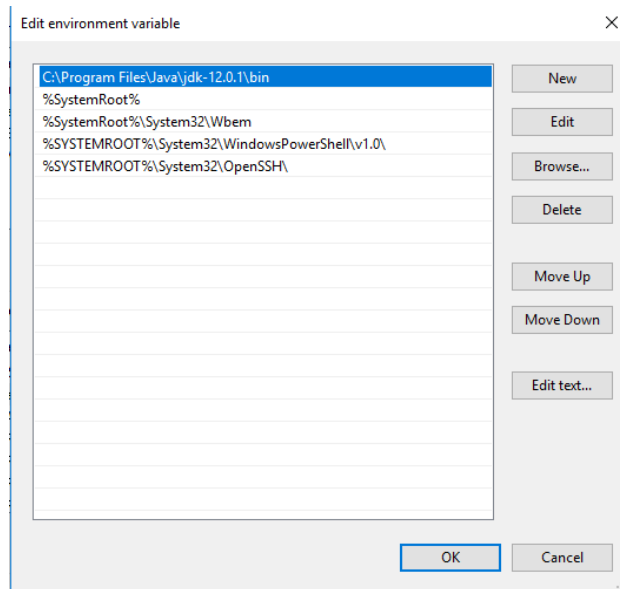 Edit environment variable
C:\Program Files\Java\jdk-12.0.1\bin
New
%SystemRoot%
%SystemRoot%\System32\Wbem
Edit
%SYSTEMROOT%\System32\WindowsPowerShell\v1.0\
%SYSTEMROOT%\System32\OpenSSH\
Browse...
Delete
Move Up
Move Down
Edit text...
OK
Cancel